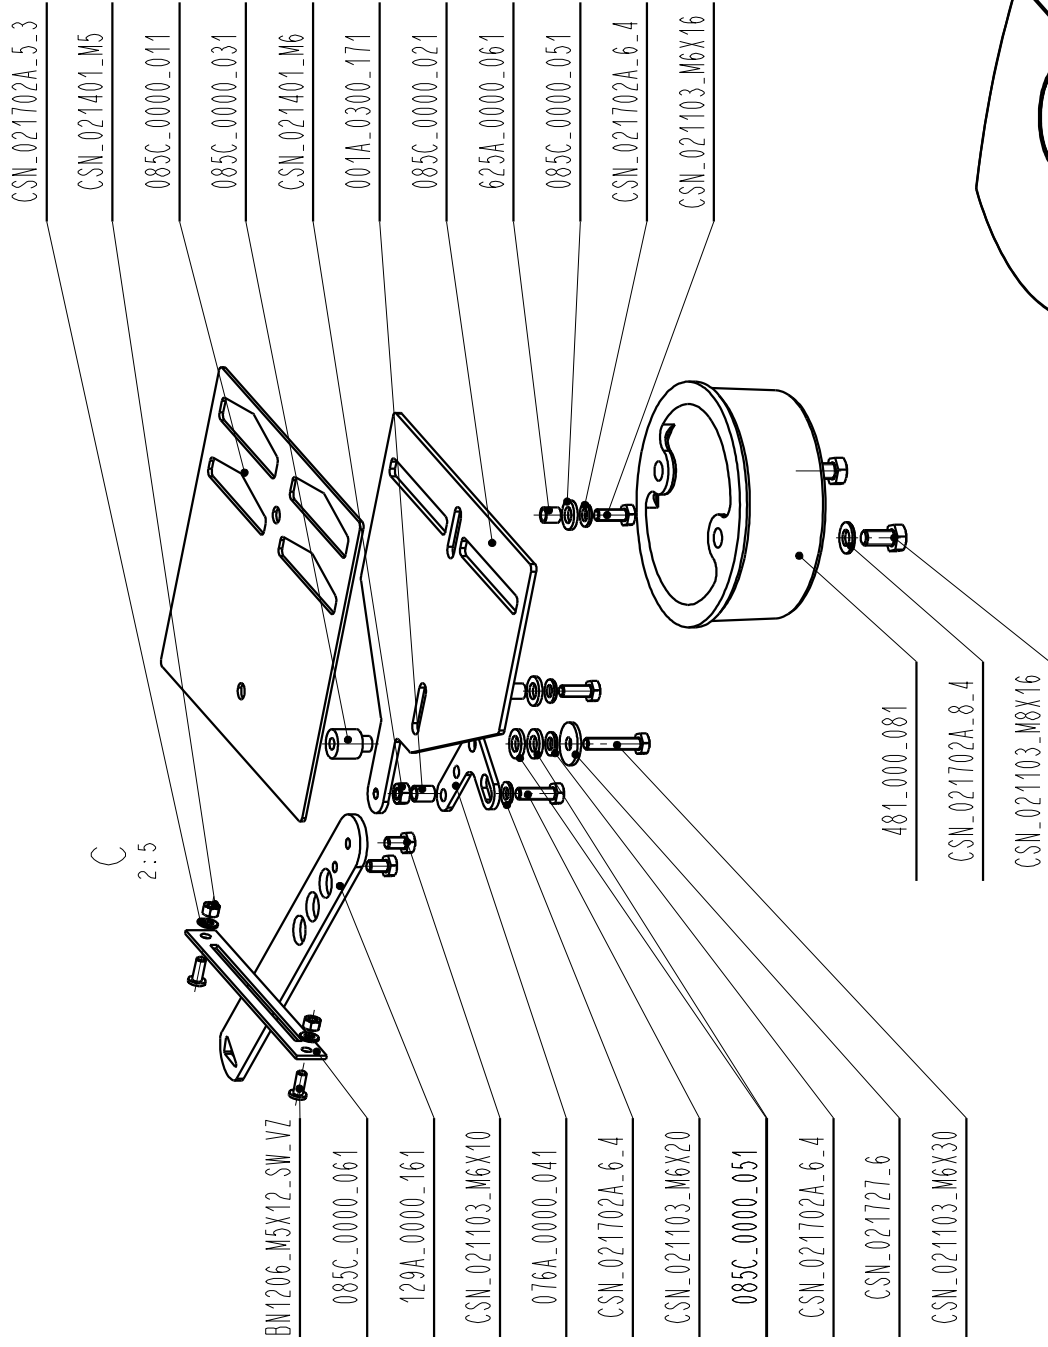 CSN_021702A_5_3
CSN_021401_M5
085C_0000_011
085C_0000_031
CSN_021401_M6
001A_0300_171
085C_0000_021
625A_0000_061
085C_0000_051
CSN_021702A_6_4
CSN_021103_M6X16
C
2:5
481_000_081
CSN_021702A_8_4
CSN_021103_M8X16
BN1206_M5X12_SW_VZ
085C_0000_061
129A_0000_161
CSN_021103_M6X10
076A_0000_041
CSN_021702A_6_4
CSN_021103_M6X20
085C_0000_051
CSN_021702A_6_4
CSN_021727_6
CSN_021103_M6X30